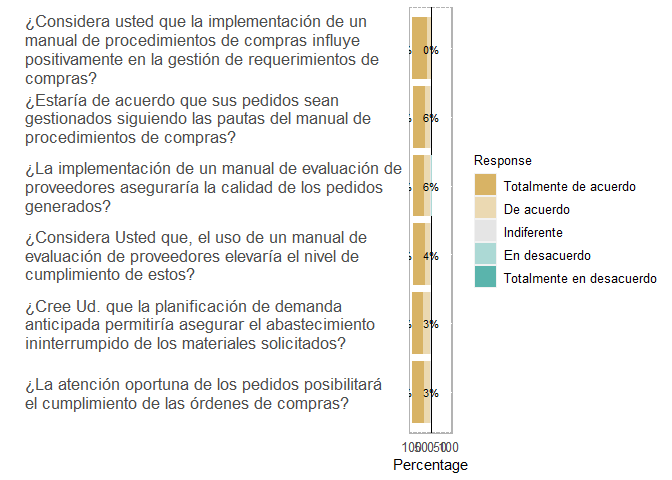 ¿Considera usted que la implementación de un
manual de procedimientos de compras influye
positivamente en la gestión de requerimientos de
compras?
0%
¿Estaría de acuerdo que sus pedidos sean
gestionados siguiendo las pautas del manual de
procedimientos de compras?
6%
¿La implementación de un manual de evaluación de
proveedores aseguraría la calidad de los pedidos
generados?
6%
¿Considera Usted que, el uso de un manual de
evaluación de proveedores elevaría el nivel de
cumplimiento de estos?
4%
¿Cree Ud. que la planificación de demanda
anticipada permitiría asegurar el abastecimiento
ininterrumpido de los materiales solicitados?
3%
¿La atención oportuna de los pedidos posibilitará
el cumplimiento de las órdenes de compras?
3%
Percentage
Response
Totalmente de acuerdo
De acuerdo
Indiferente
En desacuerdo
Totalmente en desacuerdo